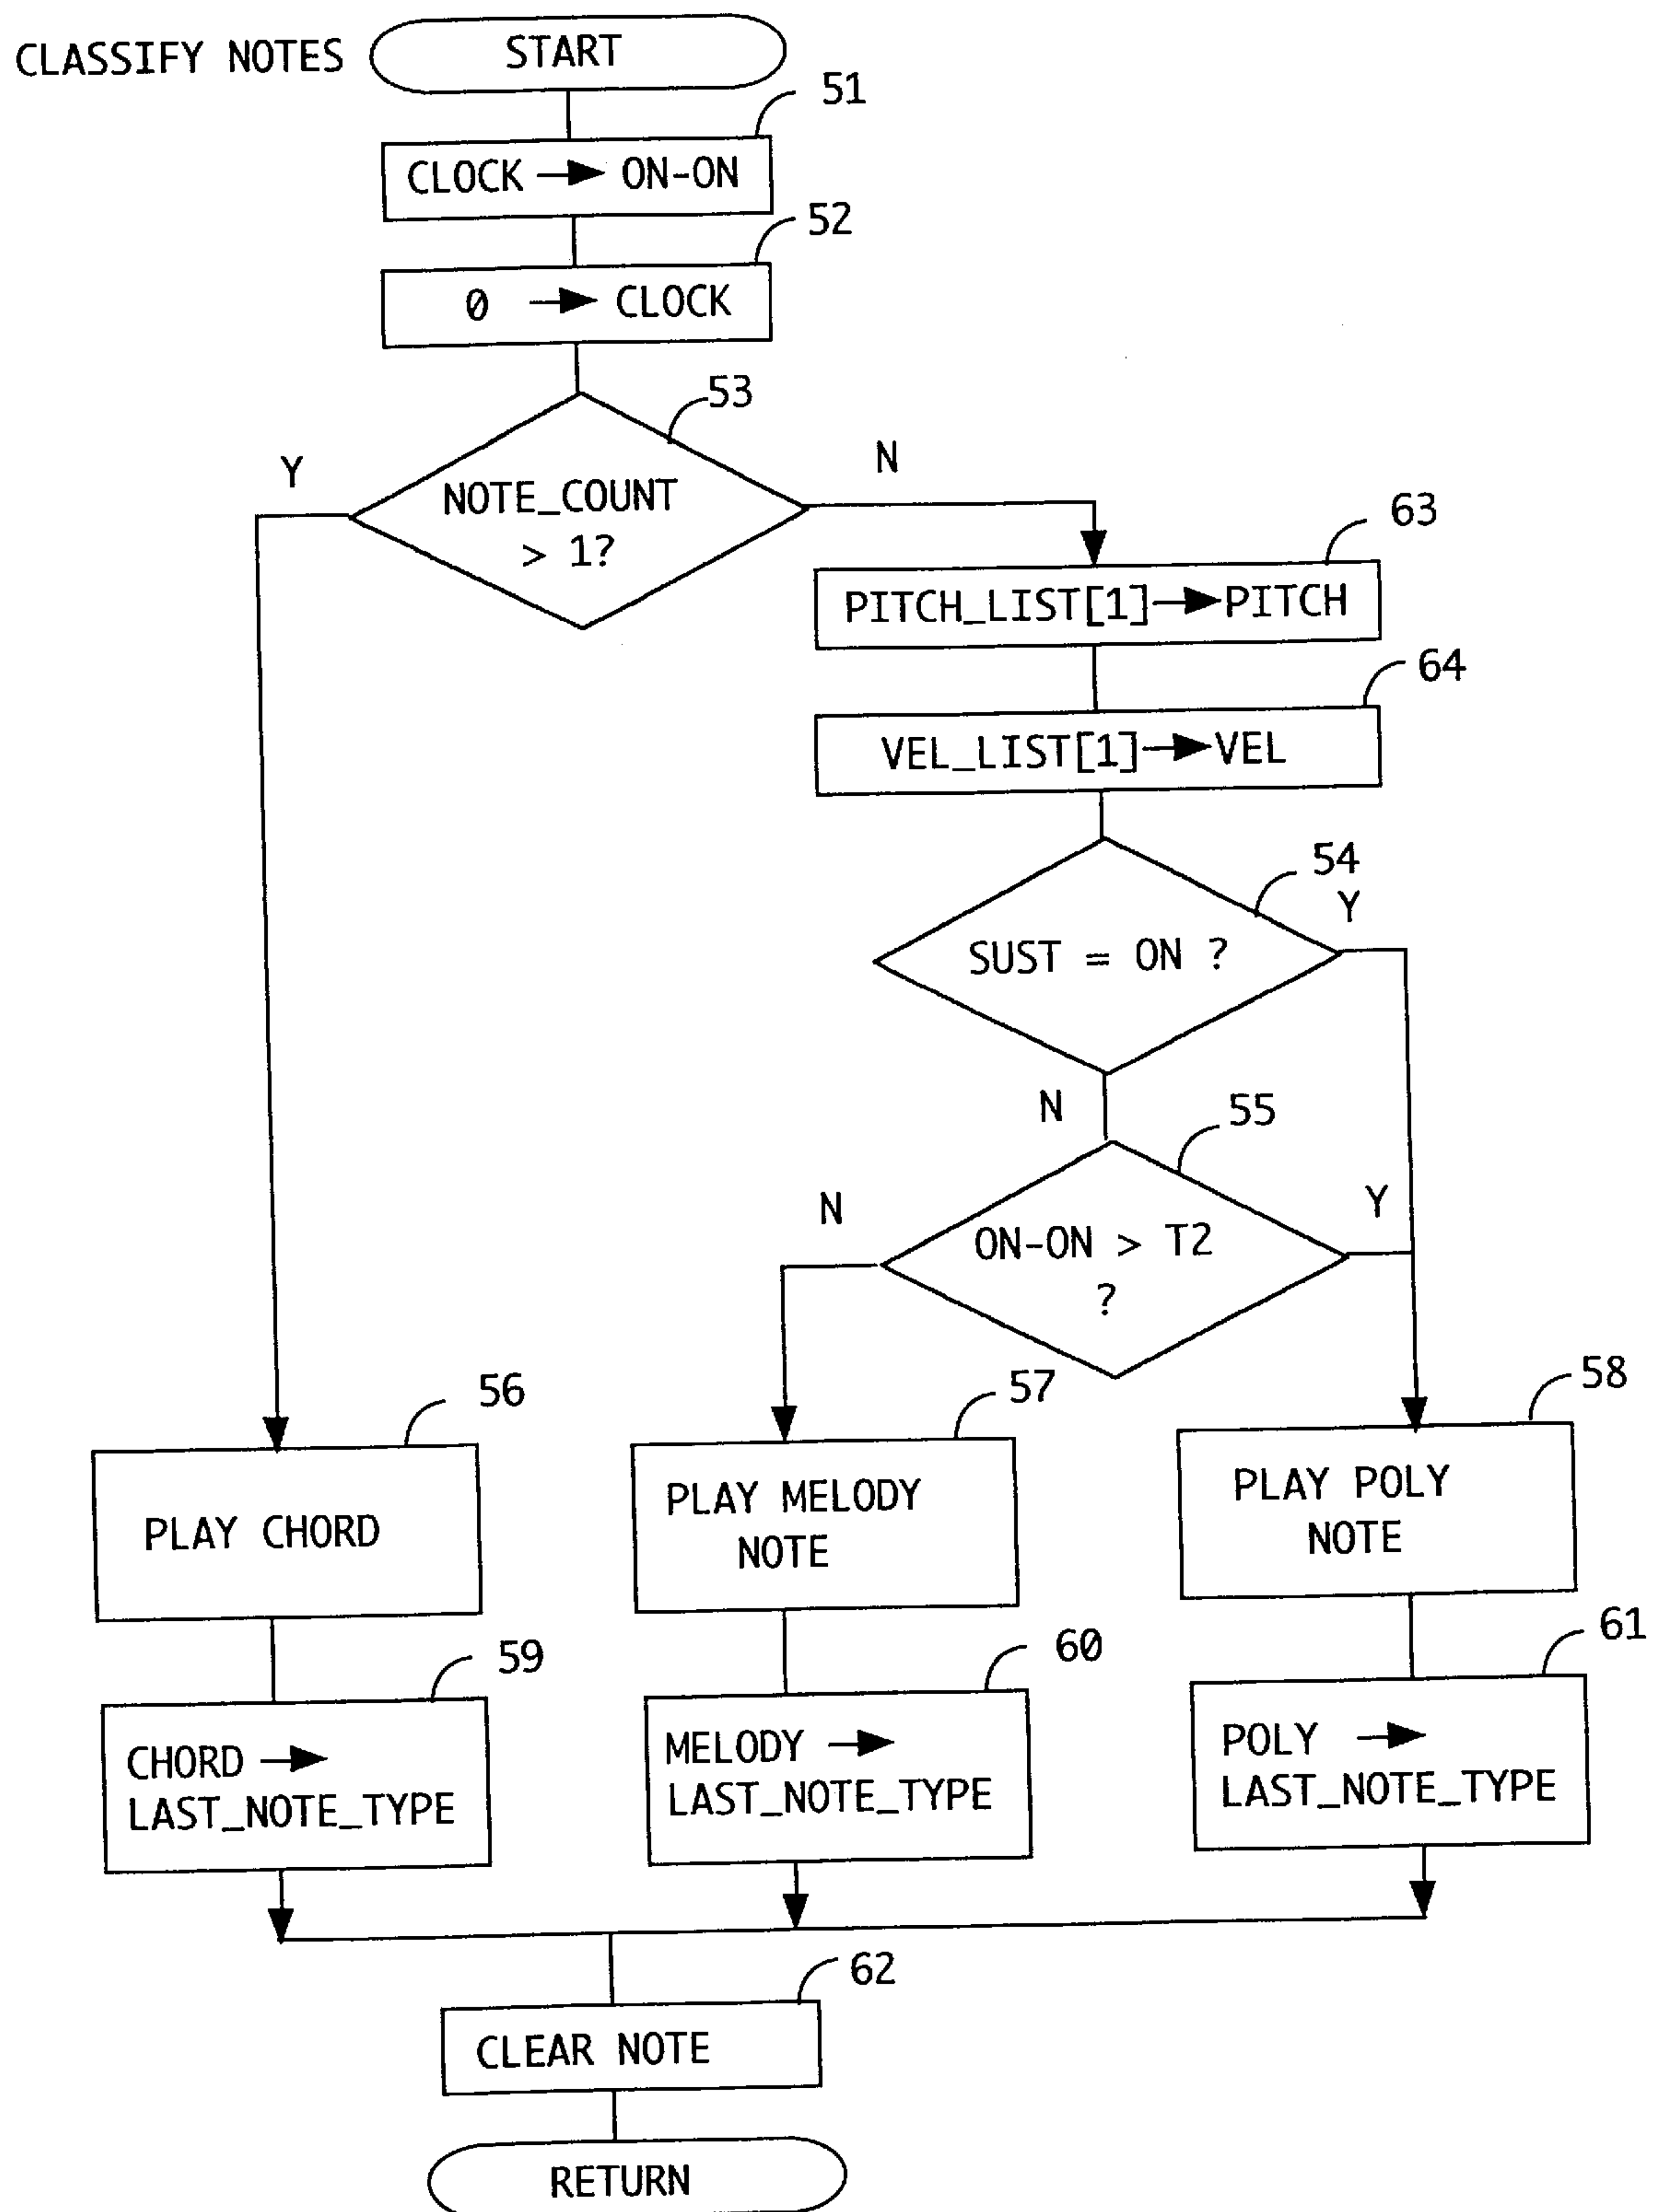 CLASSIFY NOTES
START
51
CLOCK → ON-ON
52
0 → CLOCK
53
Y
N
NOTE_COUNT
> 1?
63
PITCH_LIST[1]→PITCH
64
VEL_LIST[1]→VEL
54
Y
SUST = ON ?
N
55
N
Y
ON-ON > T2
?
56
PLAY CHORD
57
PLAY MELODY
NOTE
58
PLAY POLY
NOTE
59
CHORD →
LAST_NOTE_TYPE
60
MELODY →
LAST_NOTE_TYPE
61
POLY →
LAST_NOTE_TYPE
62
CLEAR NOTE
RETURN